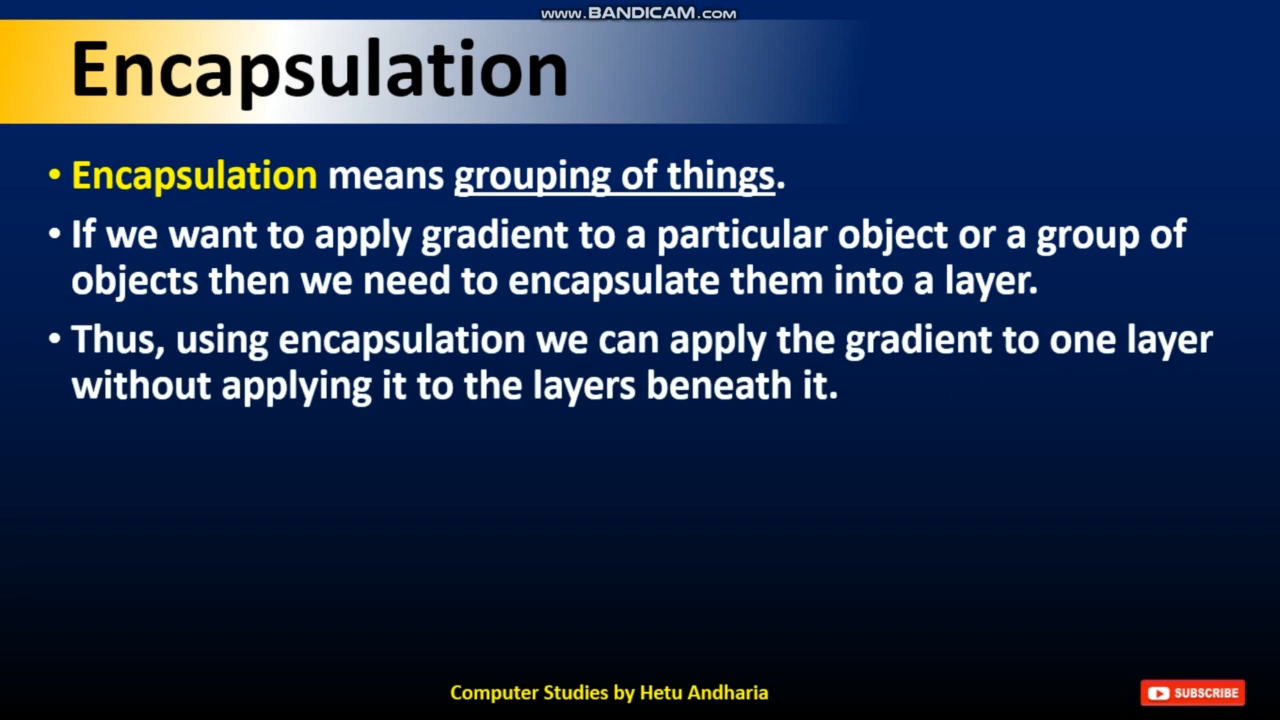 www.BANDICAM.com
Encapsulation
• Encapsulation means grouping of things.
• If we want to apply gradient to a particular object or a group of
objects then we need to encapsulate them into a layer.
• Thus, using encapsulation we can apply the gradient to one layer
without applying it to the layers beneath it.
Computer Studies by Hetu Andharia
SUBSCRIBE